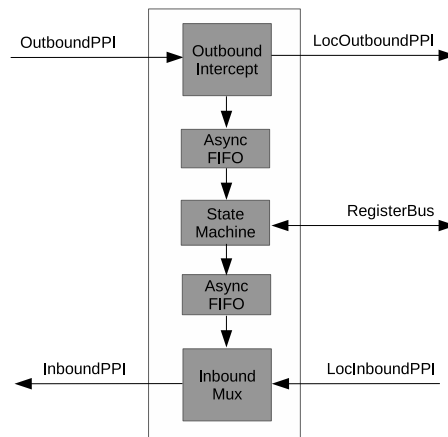 OutboundPPI
Outbound
Intercept
LocOutboundPPI
Async
FIFO
State
Machine
RegisterBus
Async
FIFO
InboundPPI
Inbound
Mux
LocInboundPPI